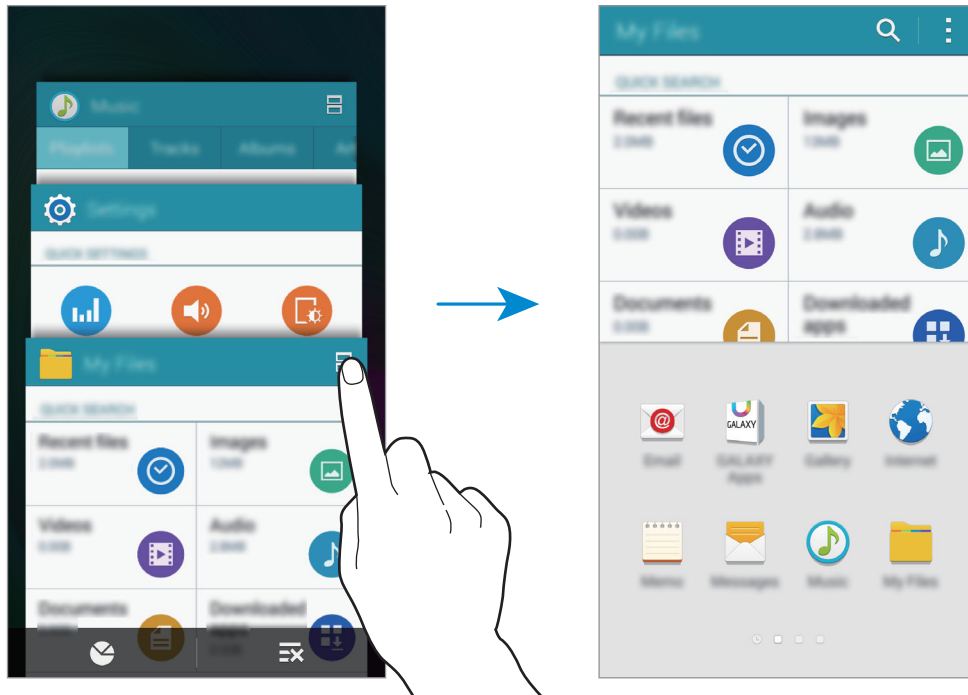 Music
Playlists Tracks Albums
Settings
QUICK SETTINGS
My Files
QUICK SEARCH
Recent files Images
Videos Audio
Documents Downloaded
apps
My Files
QUICK SEARCH
Recent files Images
Videos Audio
Documents Downloaded
apps
GALAXY
Email GALAXY Apps Gallery Internet
Memo Messages Music My Files